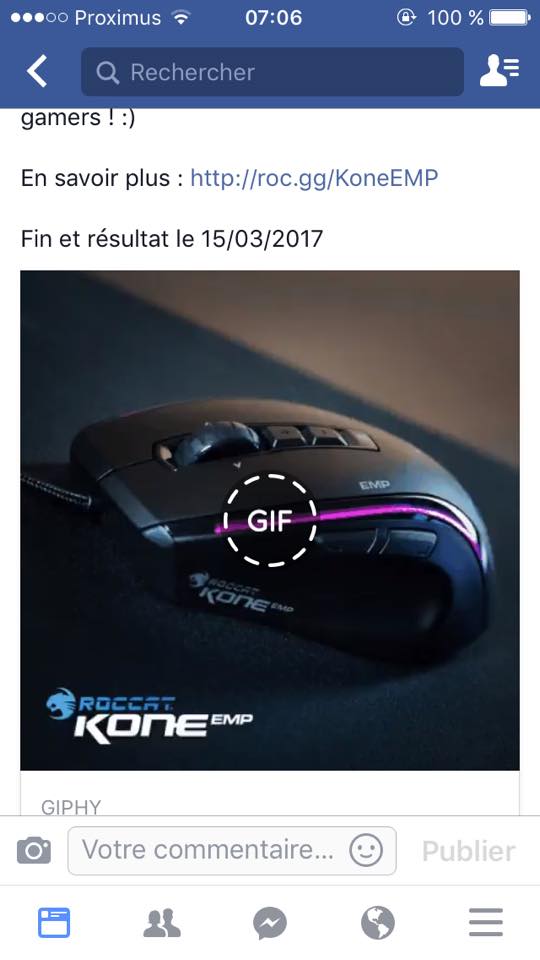 Proximus 07:06 100 %
Rechercher
gamers ! :)
En savoir plus : http://roc.gg/KoneEMP
Fin et résultat le 15/03/2017
EMP
GIF
ROCCAT
KONE EMP
ROCCAT
KONE EMP
GIPHY
Votre commentaire... Publier